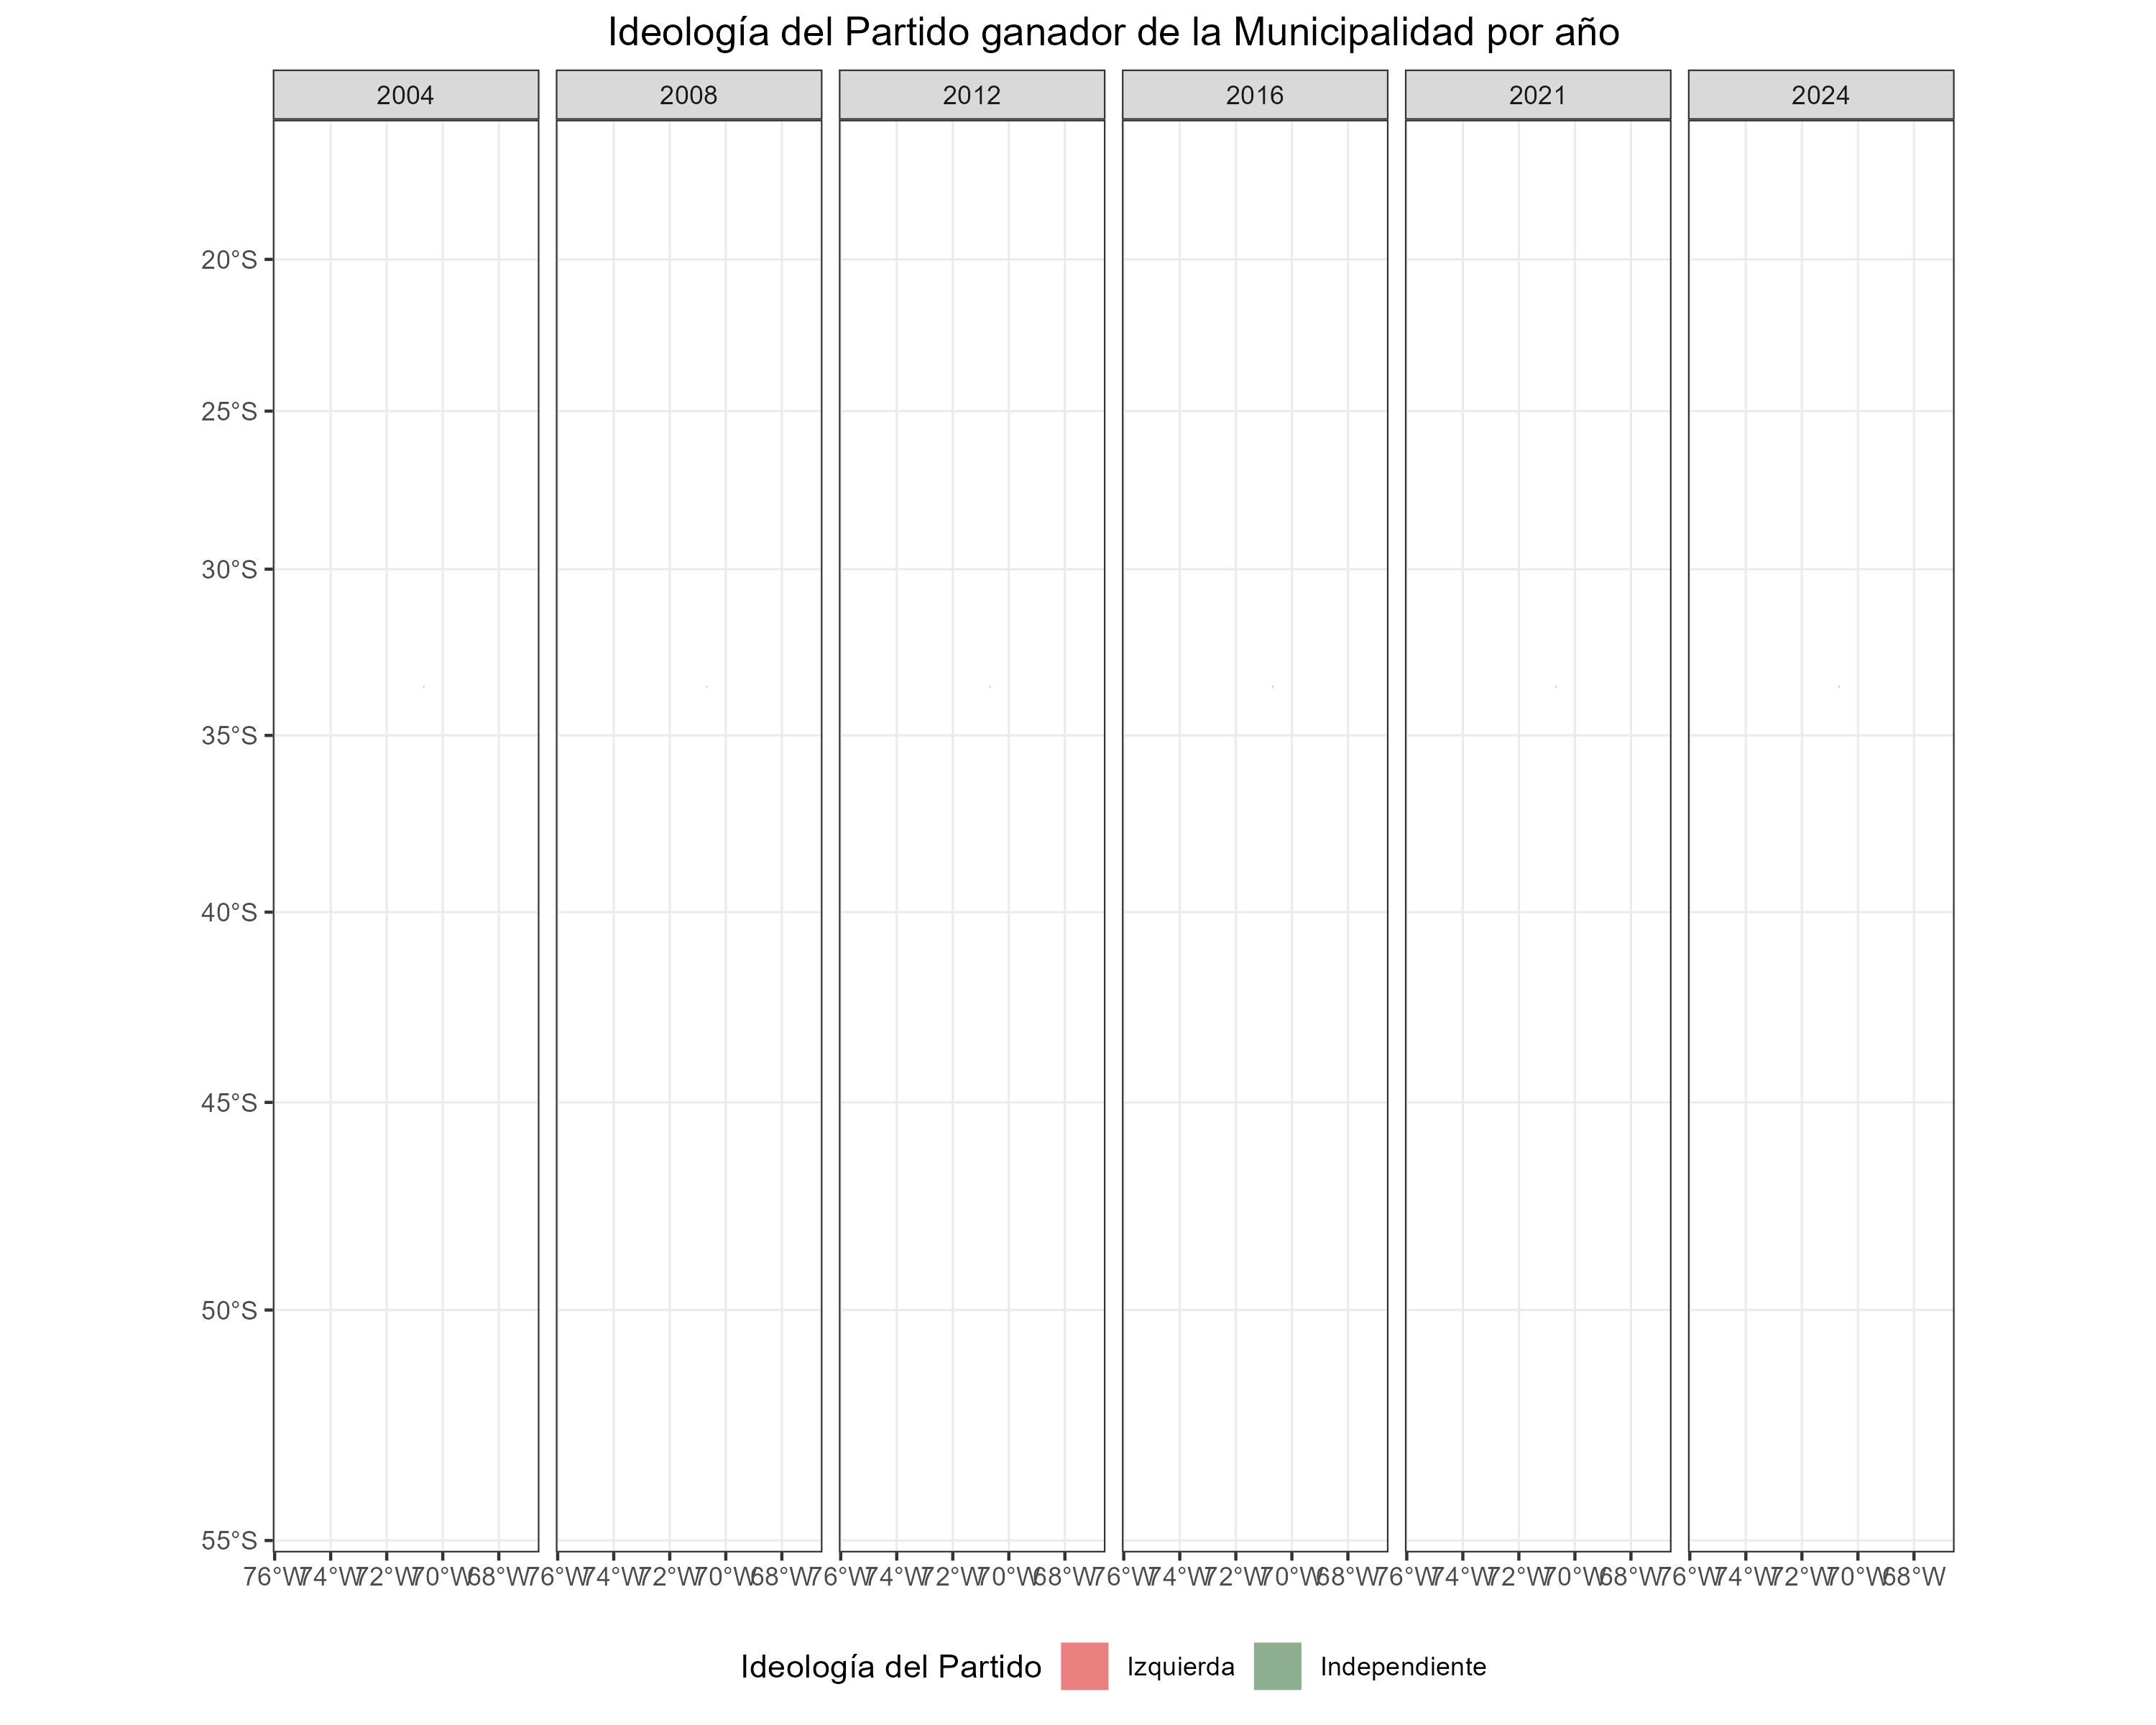 Ideología del Partido ganador de la Municipalidad por año
2004 2008 2012 2016 2021 2024
20°S
25°S
30°S
35°S
40°S
45°S
50°S
55°S
76°W 74°W 72°W 70°W 68°W 76°W 74°W 72°W 70°W 68°W 76°W 74°W 72°W 70°W 68°W 76°W 74°W 72°W 70°W 68°W 76°W 74°W 72°W 70°W 68°W 76°W 74°W 72°W 70°W 68°W
Ideología del Partido Izquierda Independiente